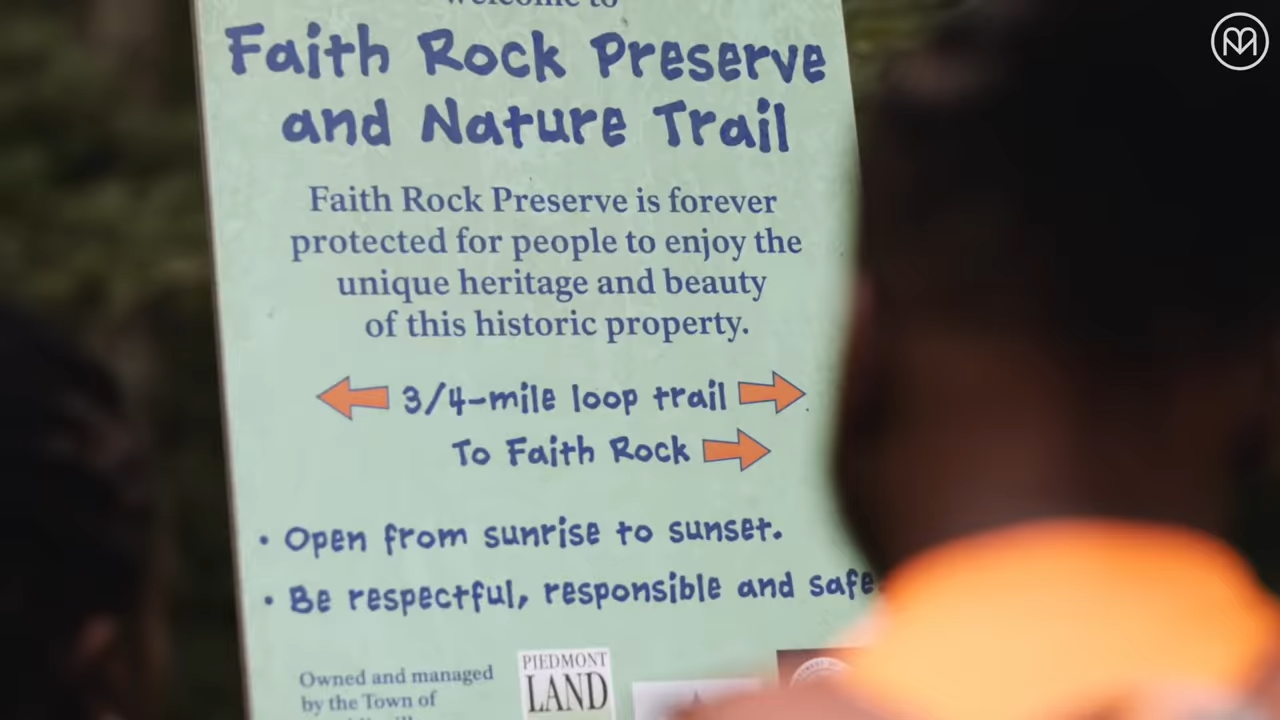 welcome to
Faith Rock Preserve
and Nature Trail
Faith Rock Preserve is forever
protected for people to enjoy the
unique heritage and beauty
of this historic property.
3/4-mile loop trail
To Faith Rock
• Open from sunrise to sunset.
• Be respectful, responsible and safe
Owned and managed
by the Town of
PIEDMONT
LAND